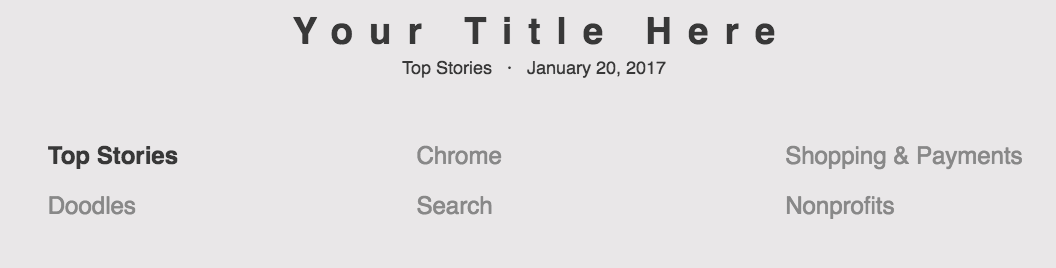 Your Title Here
Top Stories · January 20, 2017
Top Stories Chrome Shopping & Payments
Doodles Search Nonprofits